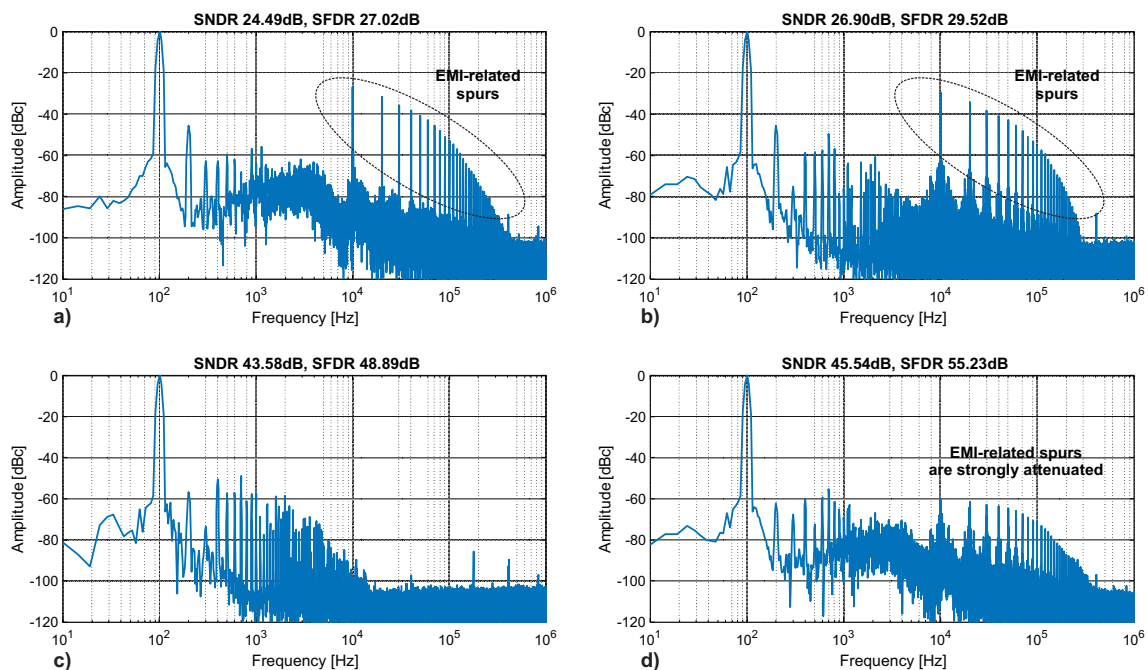 SNDR 24.49dB, SFDR 27.02dB
Amplitude [dBc]
0
-20
-40
-60
-80
-100
-120
EMI-related
spurs
10^1 10^2 10^3 10^4 10^5 10^6
Frequency [Hz]
a)
SNDR 26.90dB, SFDR 29.52dB
Amplitude [dBc]
0
-20
-40
-60
-80
-100
-120
EMI-related
spurs
10^1 10^2 10^3 10^4 10^5 10^6
Frequency [Hz]
b)
SNDR 43.58dB, SFDR 48.89dB
Amplitude [dBc]
0
-20
-40
-60
-80
-100
-120
10^1 10^2 10^3 10^4 10^5 10^6
Frequency [Hz]
c)
SNDR 45.54dB, SFDR 55.23dB
Amplitude [dBc]
0
-20
-40
-60
-80
-100
-120
EMI-related spurs
are strongly attenuated
10^1 10^2 10^3 10^4 10^5 10^6
Frequency [Hz]
d)